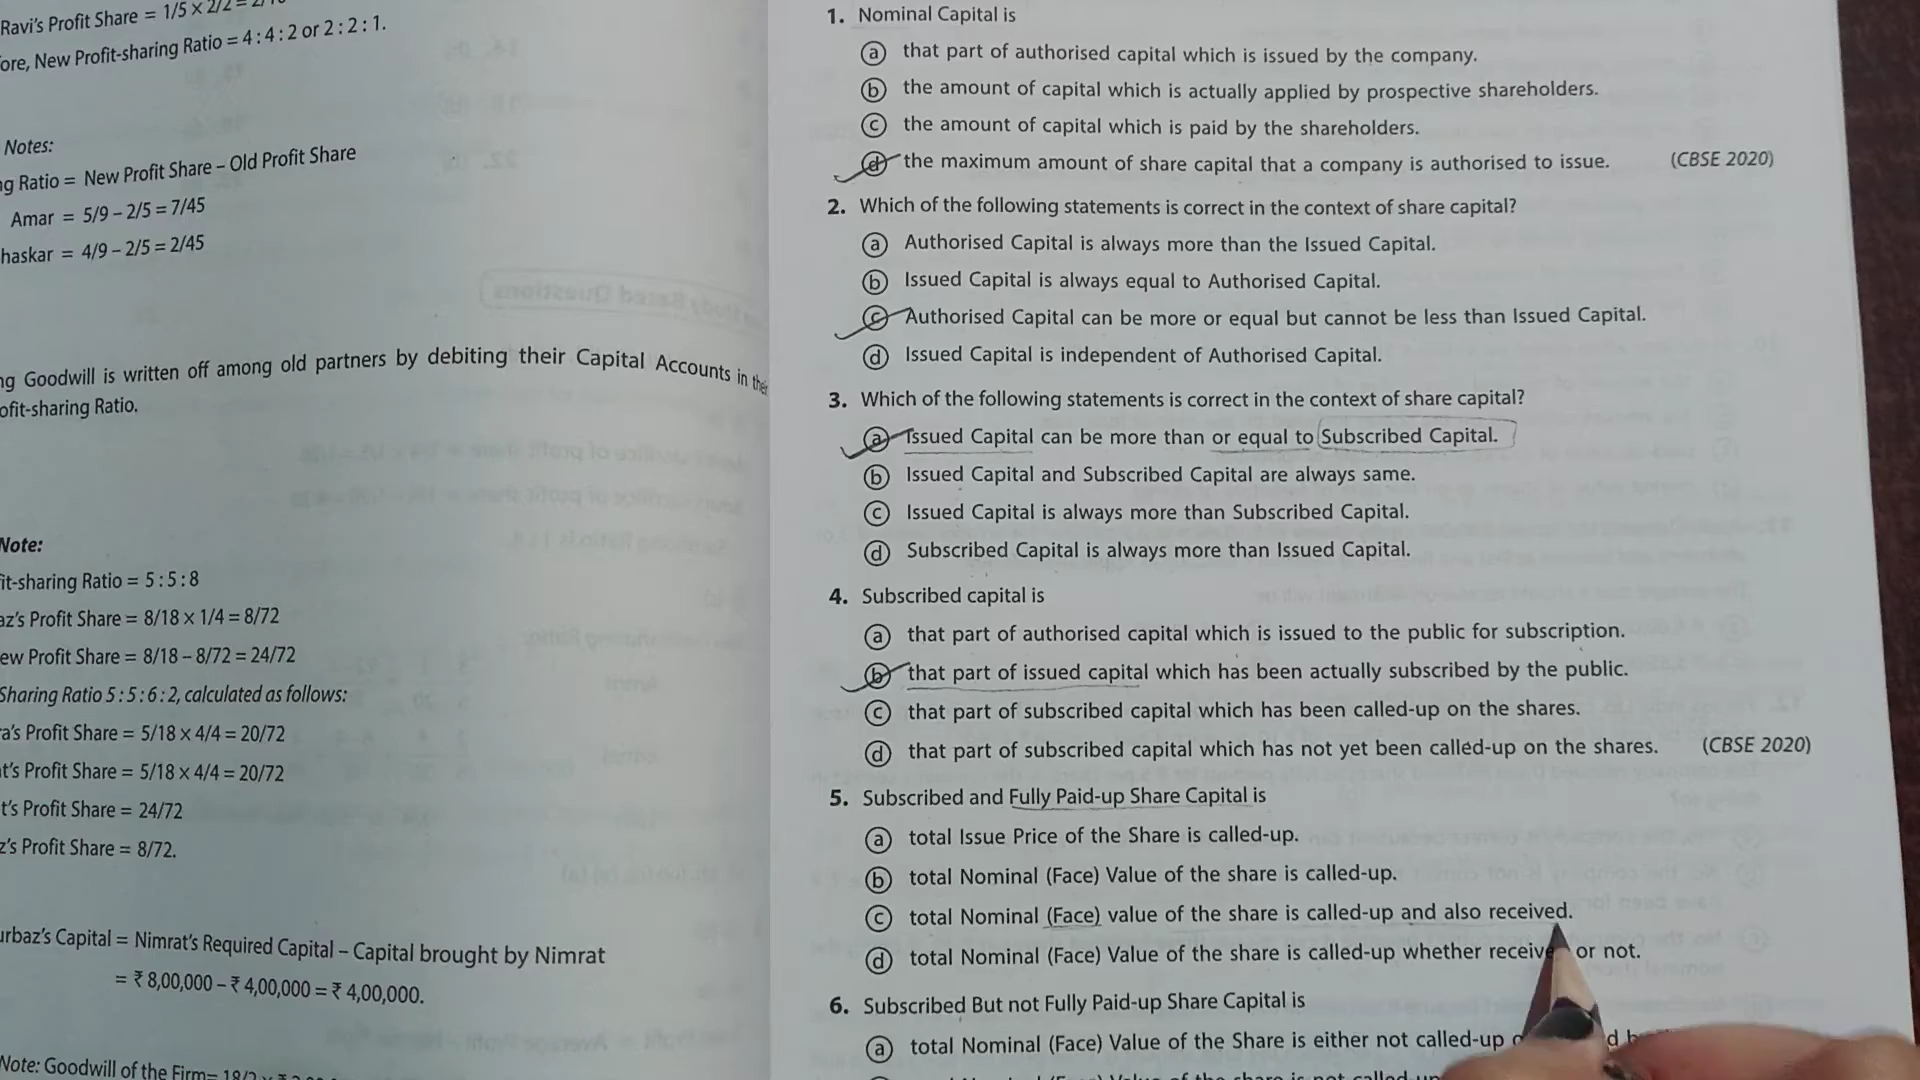 Ravi's Profit Share = 1/5 × 2/2 =
New Profit-sharing Ratio = 4 : 4 : 2 or 2 : 2 : 1.
Notes:
Ratio = New Profit Share – Old Profit Share
Amar = 5/9 – 2/5 = 7/45
haskar = 4/9 – 2/5 = 2/45
Goodwill is written off among old partners by debiting their Capital Accounts in
ofit-sharing Ratio.
Note:
it-sharing Ratio = 5 : 5 : 8
az's Profit Share = 8/18 × 1/4 = 8/72
ew Profit Share = 8/18 – 8/72 = 24/72
Sharing Ratio 5 : 5 : 6 : 2, calculated as follows:
a's Profit Share = 5/18 × 4/4 = 20/72
t's Profit Share = 5/18 × 4/4 = 20/72
t's Profit Share = 24/72
z's Profit Share = 8/72.
urbaz's Capital = Nimrat's Required Capital – Capital brought by Nimrat
= ₹ 8,00,000 – ₹ 4,00,000 = ₹ 4,00,000.
Note: Goodwill of the Firm=
1. Nominal Capital is
(a) that part of authorised capital which is issued by the company.
(b) the amount of capital which is actually applied by prospective shareholders.
(c) the amount of capital which is paid by the shareholders.
(d) the maximum amount of share capital that a company is authorised to issue. (CBSE 2020)
2. Which of the following statements is correct in the context of share capital?
(a) Authorised Capital is always more than the Issued Capital.
(b) Issued Capital is always equal to Authorised Capital.
(c) Authorised Capital can be more or equal but cannot be less than Issued Capital.
(d) Issued Capital is independent of Authorised Capital.
3. Which of the following statements is correct in the context of share capital?
(a) Issued Capital can be more than or equal to Subscribed Capital.
(b) Issued Capital and Subscribed Capital are always same.
(c) Issued Capital is always more than Subscribed Capital.
(d) Subscribed Capital is always more than Issued Capital.
4. Subscribed capital is
(a) that part of authorised capital which is issued to the public for subscription.
(b) that part of issued capital which has been actually subscribed by the public.
(c) that part of subscribed capital which has been called-up on the shares.
(d) that part of subscribed capital which has not yet been called-up on the shares. (CBSE 2020)
5. Subscribed and Fully Paid-up Share Capital is
(a) total Issue Price of the Share is called-up.
(b) total Nominal (Face) Value of the share is called-up.
(c) total Nominal (Face) value of the share is called-up and also received.
(d) total Nominal (Face) Value of the share is called-up whether receive or not.
6. Subscribed But not Fully Paid-up Share Capital is
(a) total Nominal (Face) Value of the Share is either not called-up